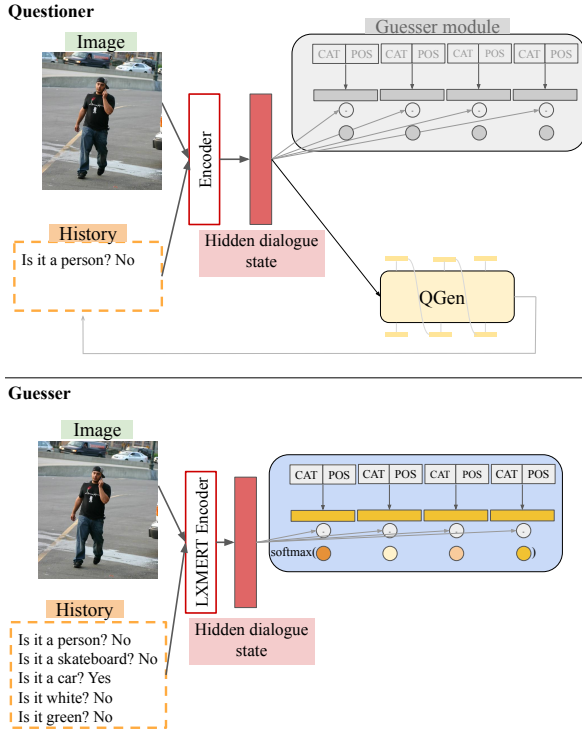 Questioner
Image
Guesser module
CAT POS CAT POS CAT POS CAT POS
Encoder
History
Is it a person? No
Hidden dialogue
state
QGen
Guesser
Image
CAT POS CAT POS CAT POS CAT POS
LXMERT Encoder
softmax( )
History
Is it a person? No
Is it a skateboard? No
Is it a car? Yes
Is it white? No
Is it green? No
Hidden dialogue
state